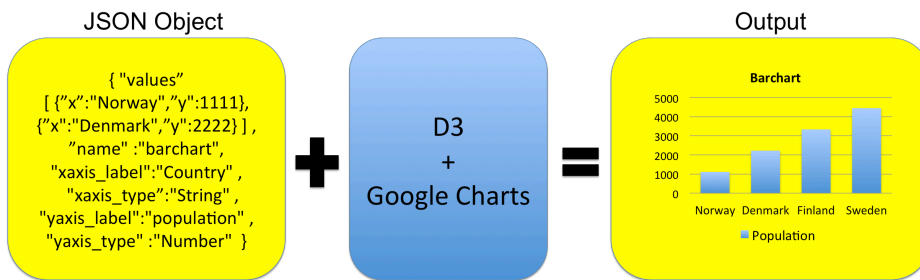 JSON Object
{ "values”
[ {”x”:"Norway",”y":1111},
{”x":"Denmark",”y":2222} ] ,
”name" :"barchart",
"xaxis_label":"Country" ,
"xaxis_type”:"String" ,
"yaxis_label":"population" ,
"yaxis_type" :"Number" }
D3
+
Google Charts
Output
Barchart
5000
4000
3000
2000
1000
0
Norway Denmark Finland Sweden
Population